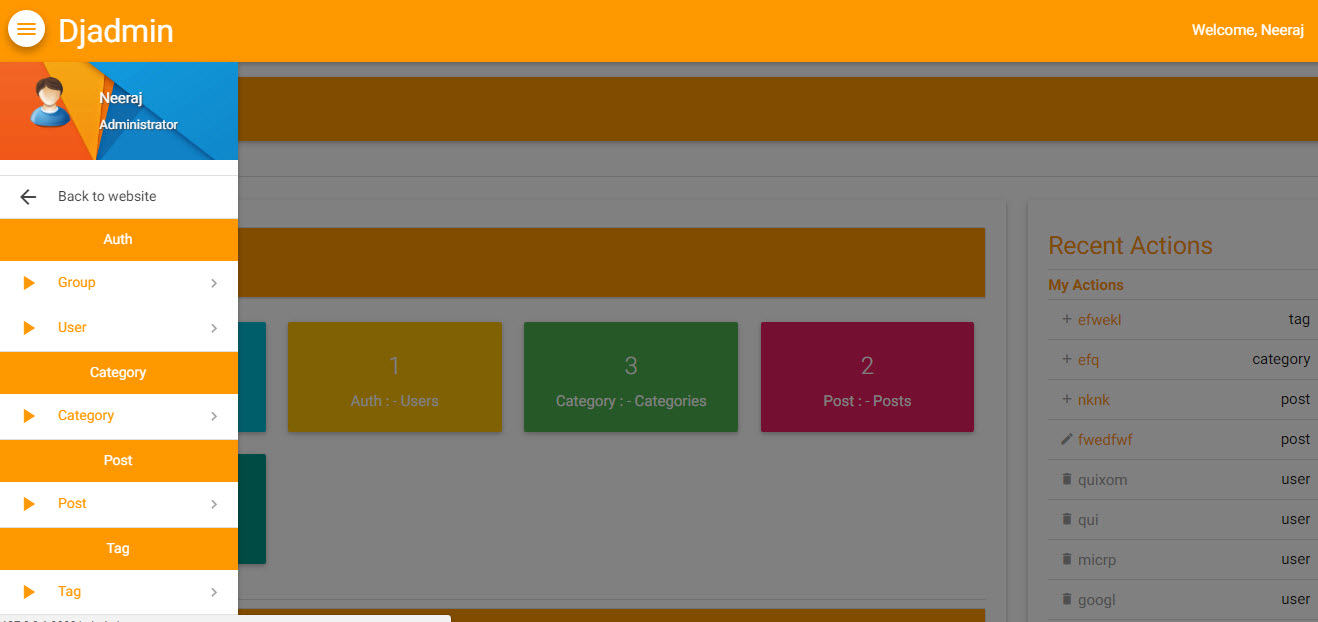 Djadmin
Welcome, Neeraj
Neeraj
Administrator
Back to website
Auth
Group
User
Category
Category
Post
Post
Tag
Tag
1
Auth : - Users
3
Category : - Categories
2
Post : - Posts
Recent Actions
My Actions
efwekl tag
efq category
nknk post
fwedfwf post
quixom user
qui user
micrp user
googl user